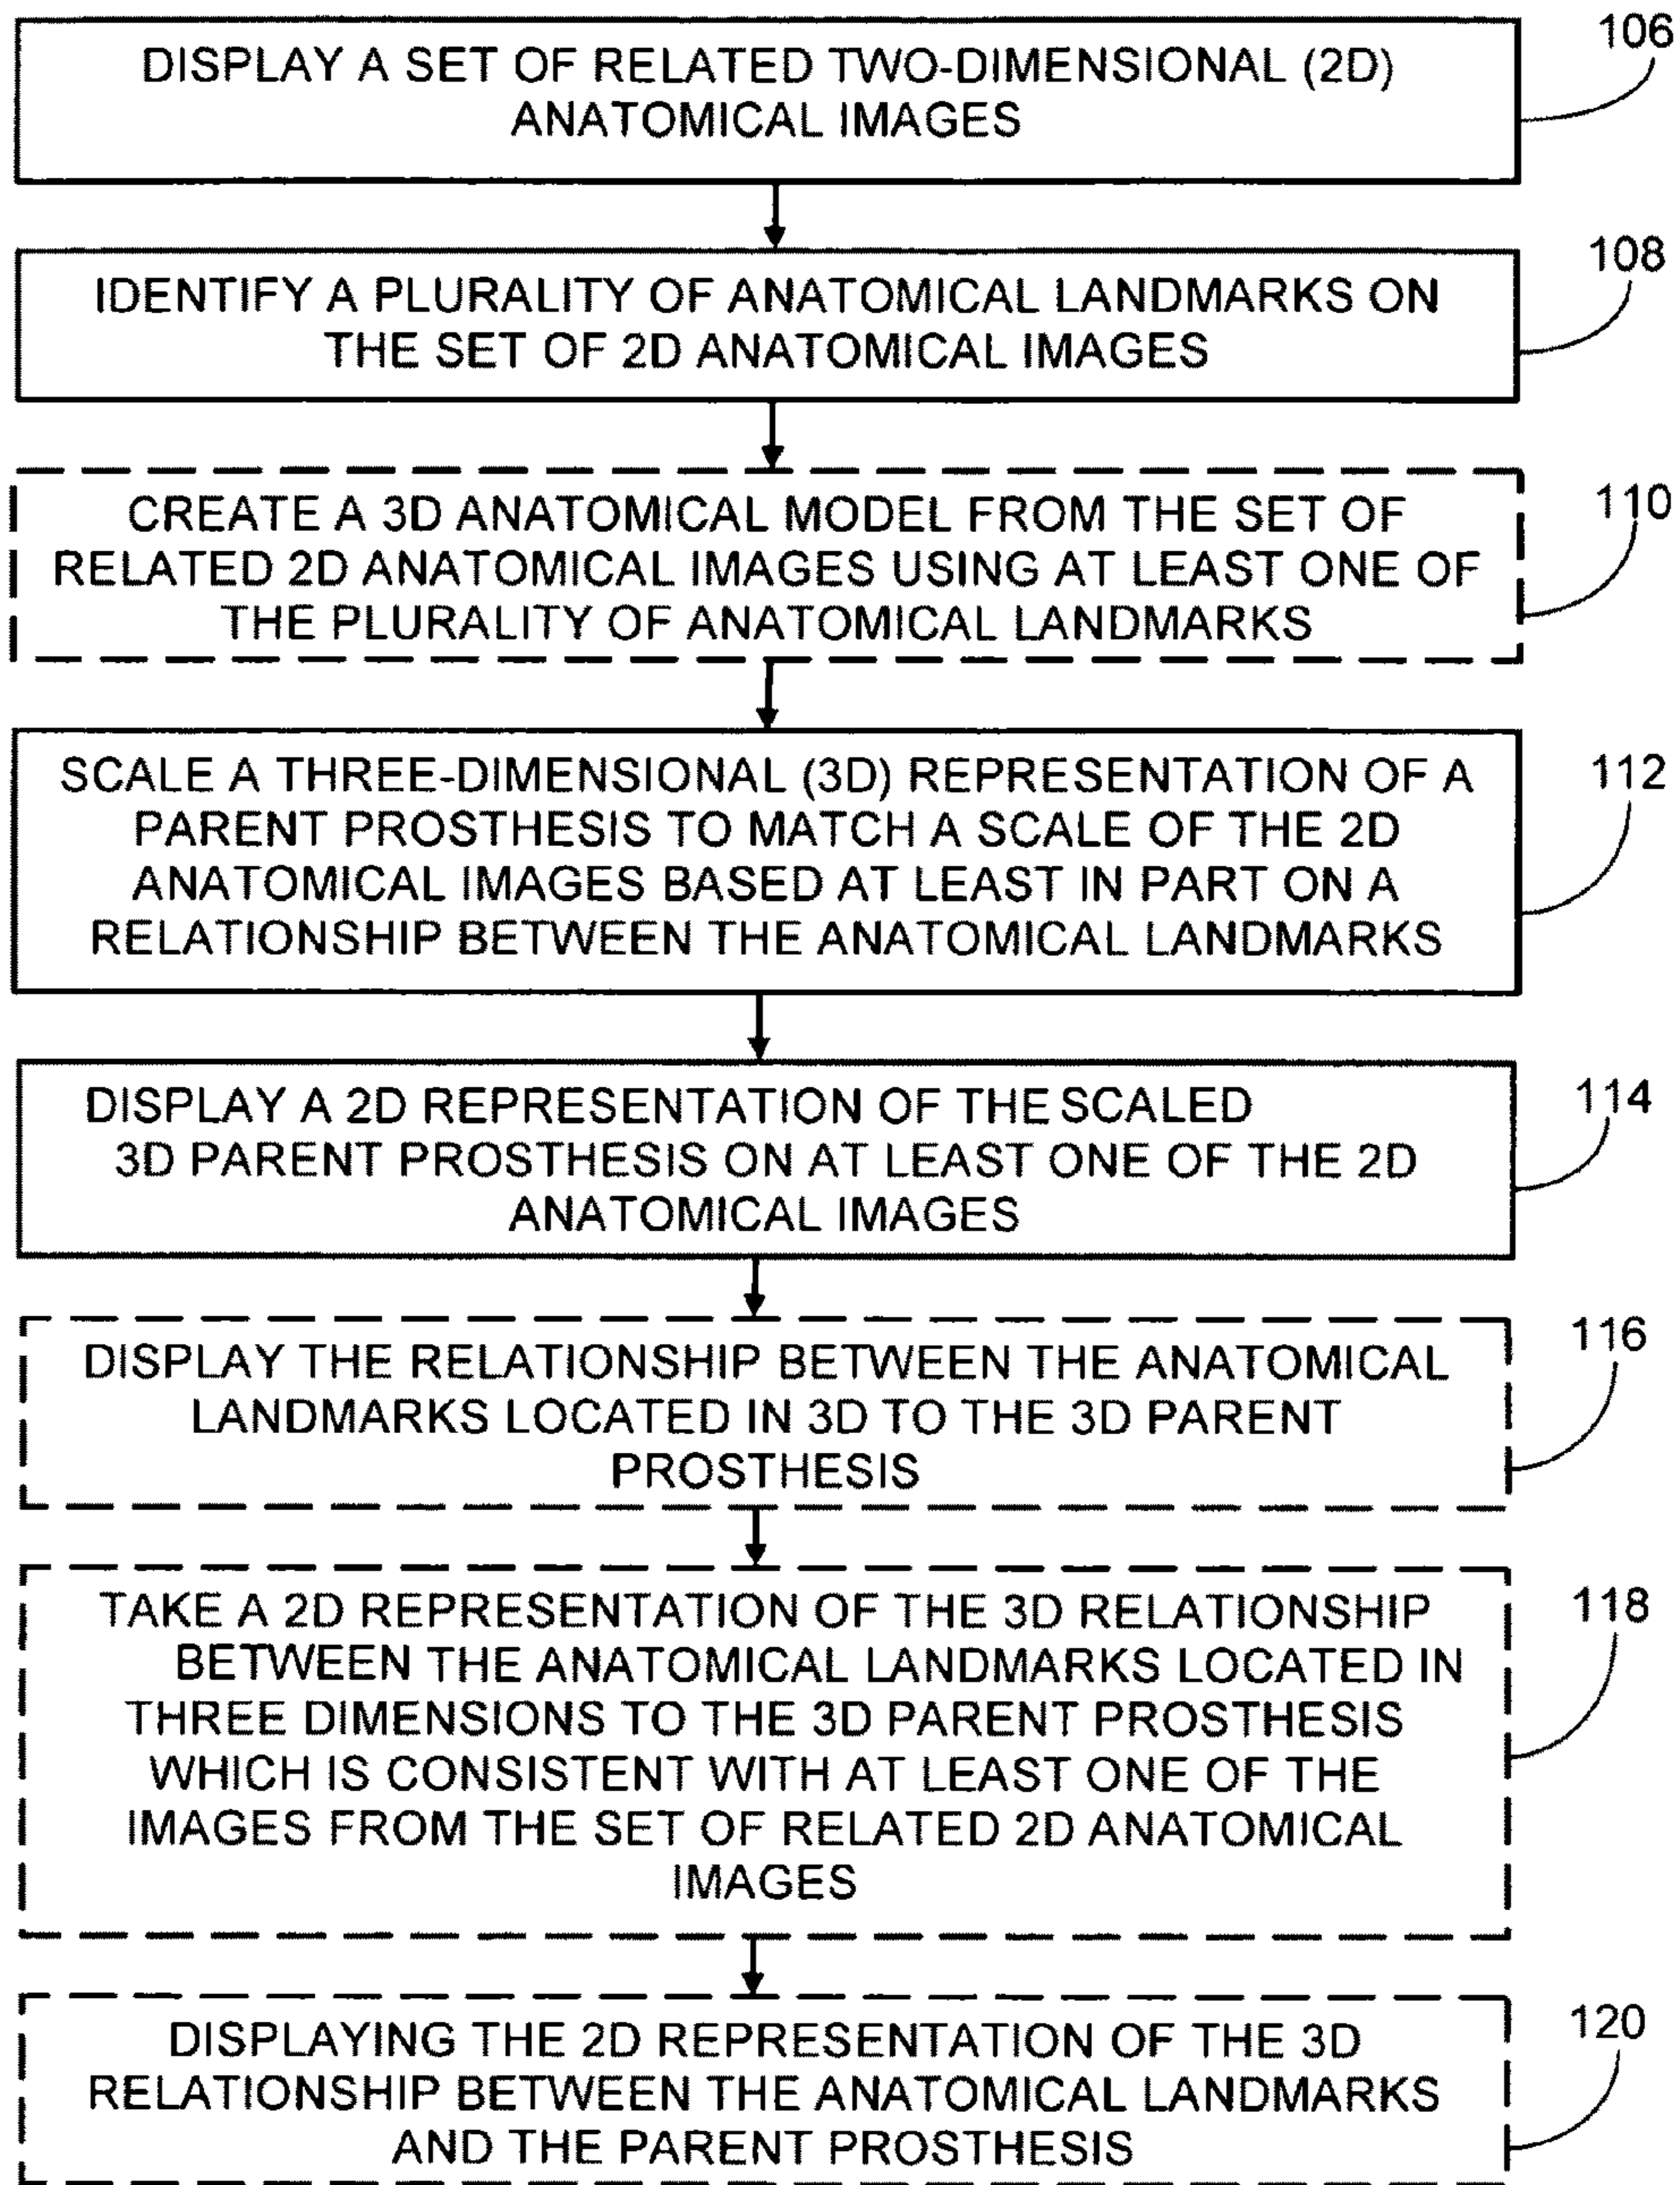 106
DISPLAY A SET OF RELATED TWO-DIMENSIONAL (2D)
ANATOMICAL IMAGES
108
IDENTIFY A PLURALITY OF ANATOMICAL LANDMARKS ON
THE SET OF 2D ANATOMICAL IMAGES
110
CREATE A 3D ANATOMICAL MODEL FROM THE SET OF
RELATED 2D ANATOMICAL IMAGES USING AT LEAST ONE OF
THE PLURALITY OF ANATOMICAL LANDMARKS
112
SCALE A THREE-DIMENSIONAL (3D) REPRESENTATION OF A
PARENT PROSTHESIS TO MATCH A SCALE OF THE 2D
ANATOMICAL IMAGES BASED AT LEAST IN PART ON A
RELATIONSHIP BETWEEN THE ANATOMICAL LANDMARKS
114
DISPLAY A 2D REPRESENTATION OF THE SCALED
3D PARENT PROSTHESIS ON AT LEAST ONE OF THE 2D
ANATOMICAL IMAGES
116
DISPLAY THE RELATIONSHIP BETWEEN THE ANATOMICAL
LANDMARKS LOCATED IN 3D TO THE 3D PARENT
PROSTHESIS
118
TAKE A 2D REPRESENTATION OF THE 3D RELATIONSHIP
BETWEEN THE ANATOMICAL LANDMARKS LOCATED IN
THREE DIMENSIONS TO THE 3D PARENT PROSTHESIS
WHICH IS CONSISTENT WITH AT LEAST ONE OF THE
IMAGES FROM THE SET OF RELATED 2D ANATOMICAL
IMAGES
120
DISPLAYING THE 2D REPRESENTATION OF THE 3D
RELATIONSHIP BETWEEN THE ANATOMICAL LANDMARKS
AND THE PARENT PROSTHESIS